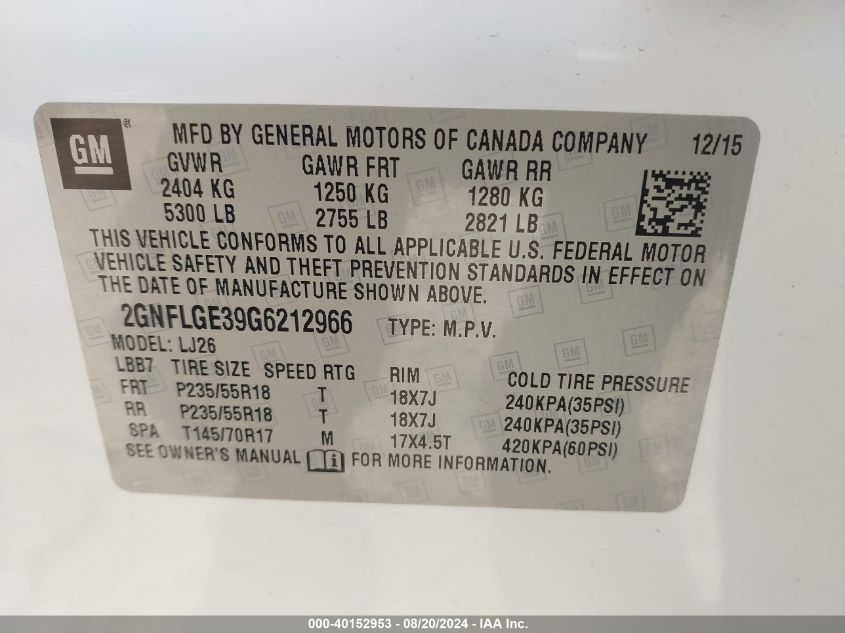 GM ®
MFD BY GENERAL MOTORS OF CANADA COMPANY 12/15
GVWR GAWR FRT GAWR RR
2404 KG 1250 KG 1280 KG
5300 LB 2755 LB 2821 LB
THIS VEHICLE CONFORMS TO ALL APPLICABLE U.S. FEDERAL MOTOR
VEHICLE SAFETY AND THEFT PREVENTION STANDARDS IN EFFECT ON
THE DATE OF MANUFACTURE SHOWN ABOVE.
2GNFLGE39G6212966 TYPE: M.P.V.
MODEL: LJ26
LBB7 TIRE SIZE SPEED RTG RIM COLD TIRE PRESSURE
FRT P235/55R18 T 18X7J 240KPA(35PSI)
RR P235/55R18 T 18X7J 240KPA(35PSI)
SPA T145/70R17 M 17X4.5T 420KPA(60PSI)
SEE OWNER'S MANUAL FOR MORE INFORMATION.
000-40152953 - 08/20/2024 - IAA Inc.